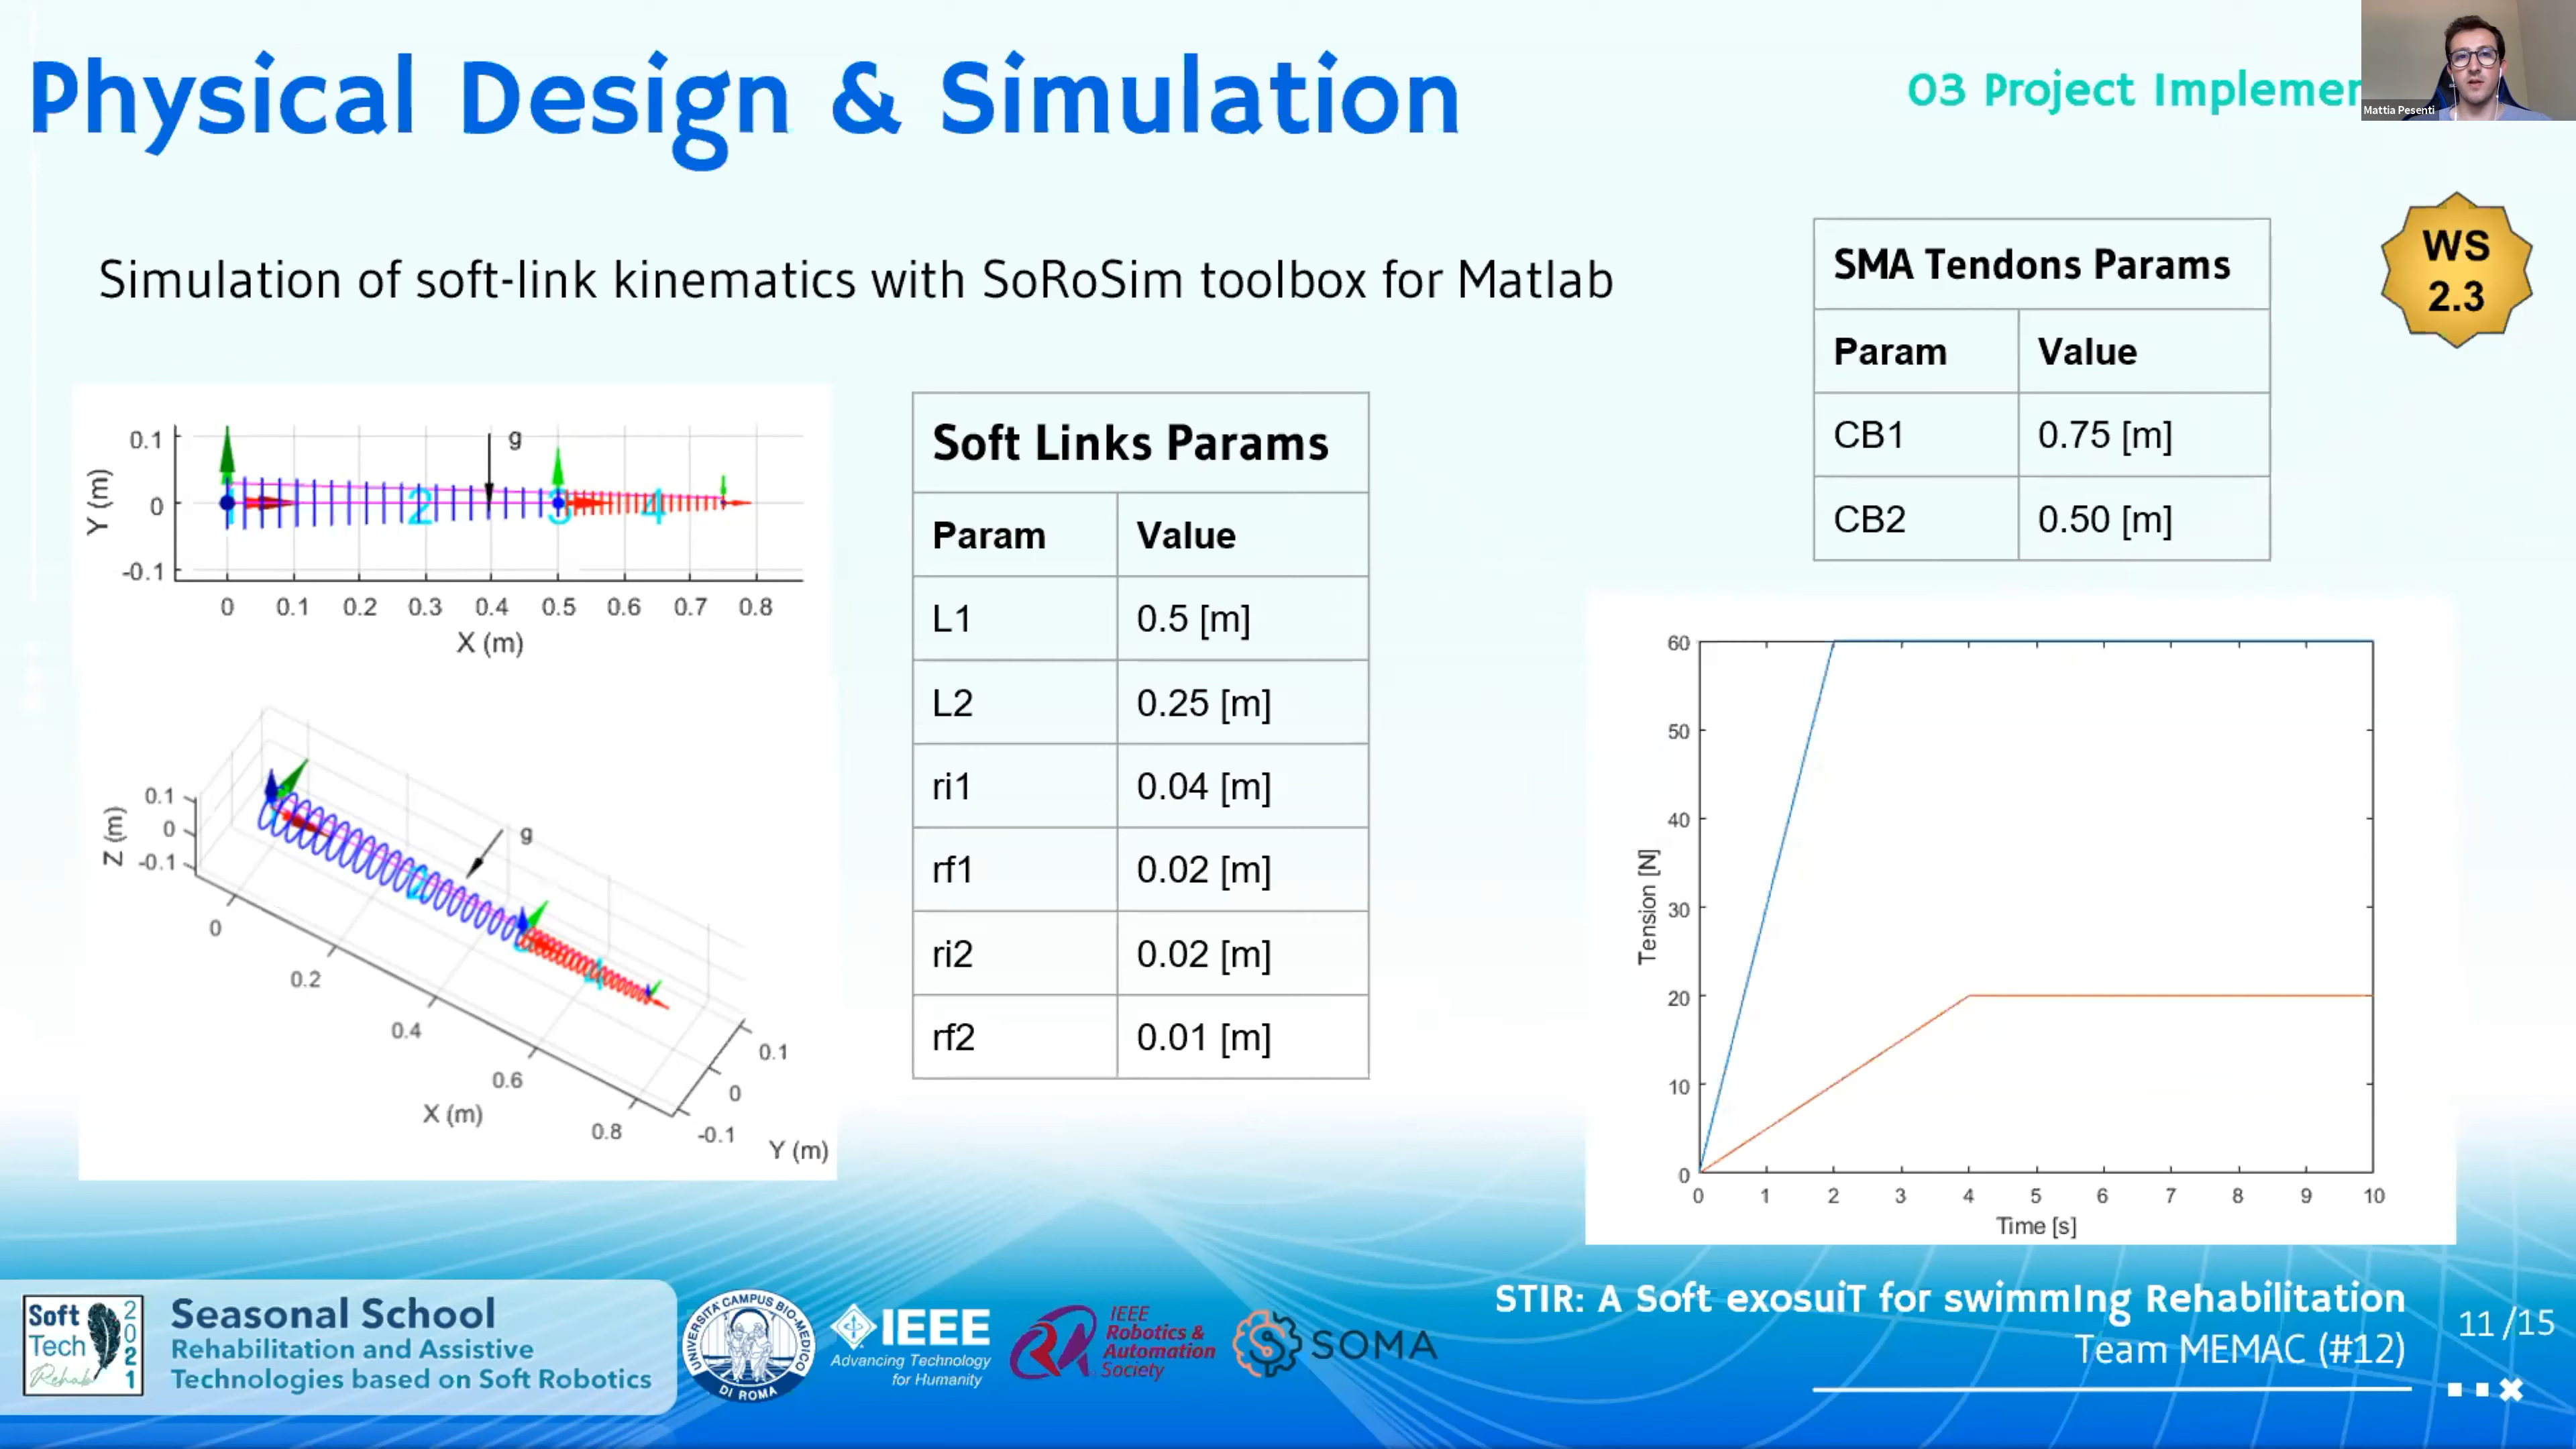 Physical Design & Simulation
03 Project Implemen
Mattia Pesenti
WS
2.3
Simulation of soft-link kinematics with SoRoSim toolbox for Matlab
SMA Tendons Params
Param Value
CB1 0.75 [m]
CB2 0.50 [m]
Soft Links Params
Param Value
L1 0.5 [m]
L2 0.25 [m]
ri1 0.04 [m]
rf1 0.02 [m]
ri2 0.02 [m]
rf2 0.01 [m]
0.1
0
-0.1
Y (m)
g
1 2 3 4
0 0.1 0.2 0.3 0.4 0.5 0.6 0.7 0.8
X (m)
0.1
0
-0.1
Z (m)
g
0
0.2
0.4
0.6
0.8
X (m)
0.1
0
-0.1
Y (m)
60
50
40
30
20
10
0
Tension [N]
0 1 2 3 4 5 6 7 8 9 10
Time [s]
Soft
Tech
Rehab
2021
Seasonal School
Rehabilitation and Assistive
Technologies based on Soft Robotics
UNIVERSITA' CAMPUS BIO-MEDICO
DI ROMA
IEEE
Advancing Technology
for Humanity
IEEE
Robotics &
Automation
Society
SOMA
STIR: A Soft exosuiT for swimmIng Rehabilitation
Team MEMAC (#12)
11/15